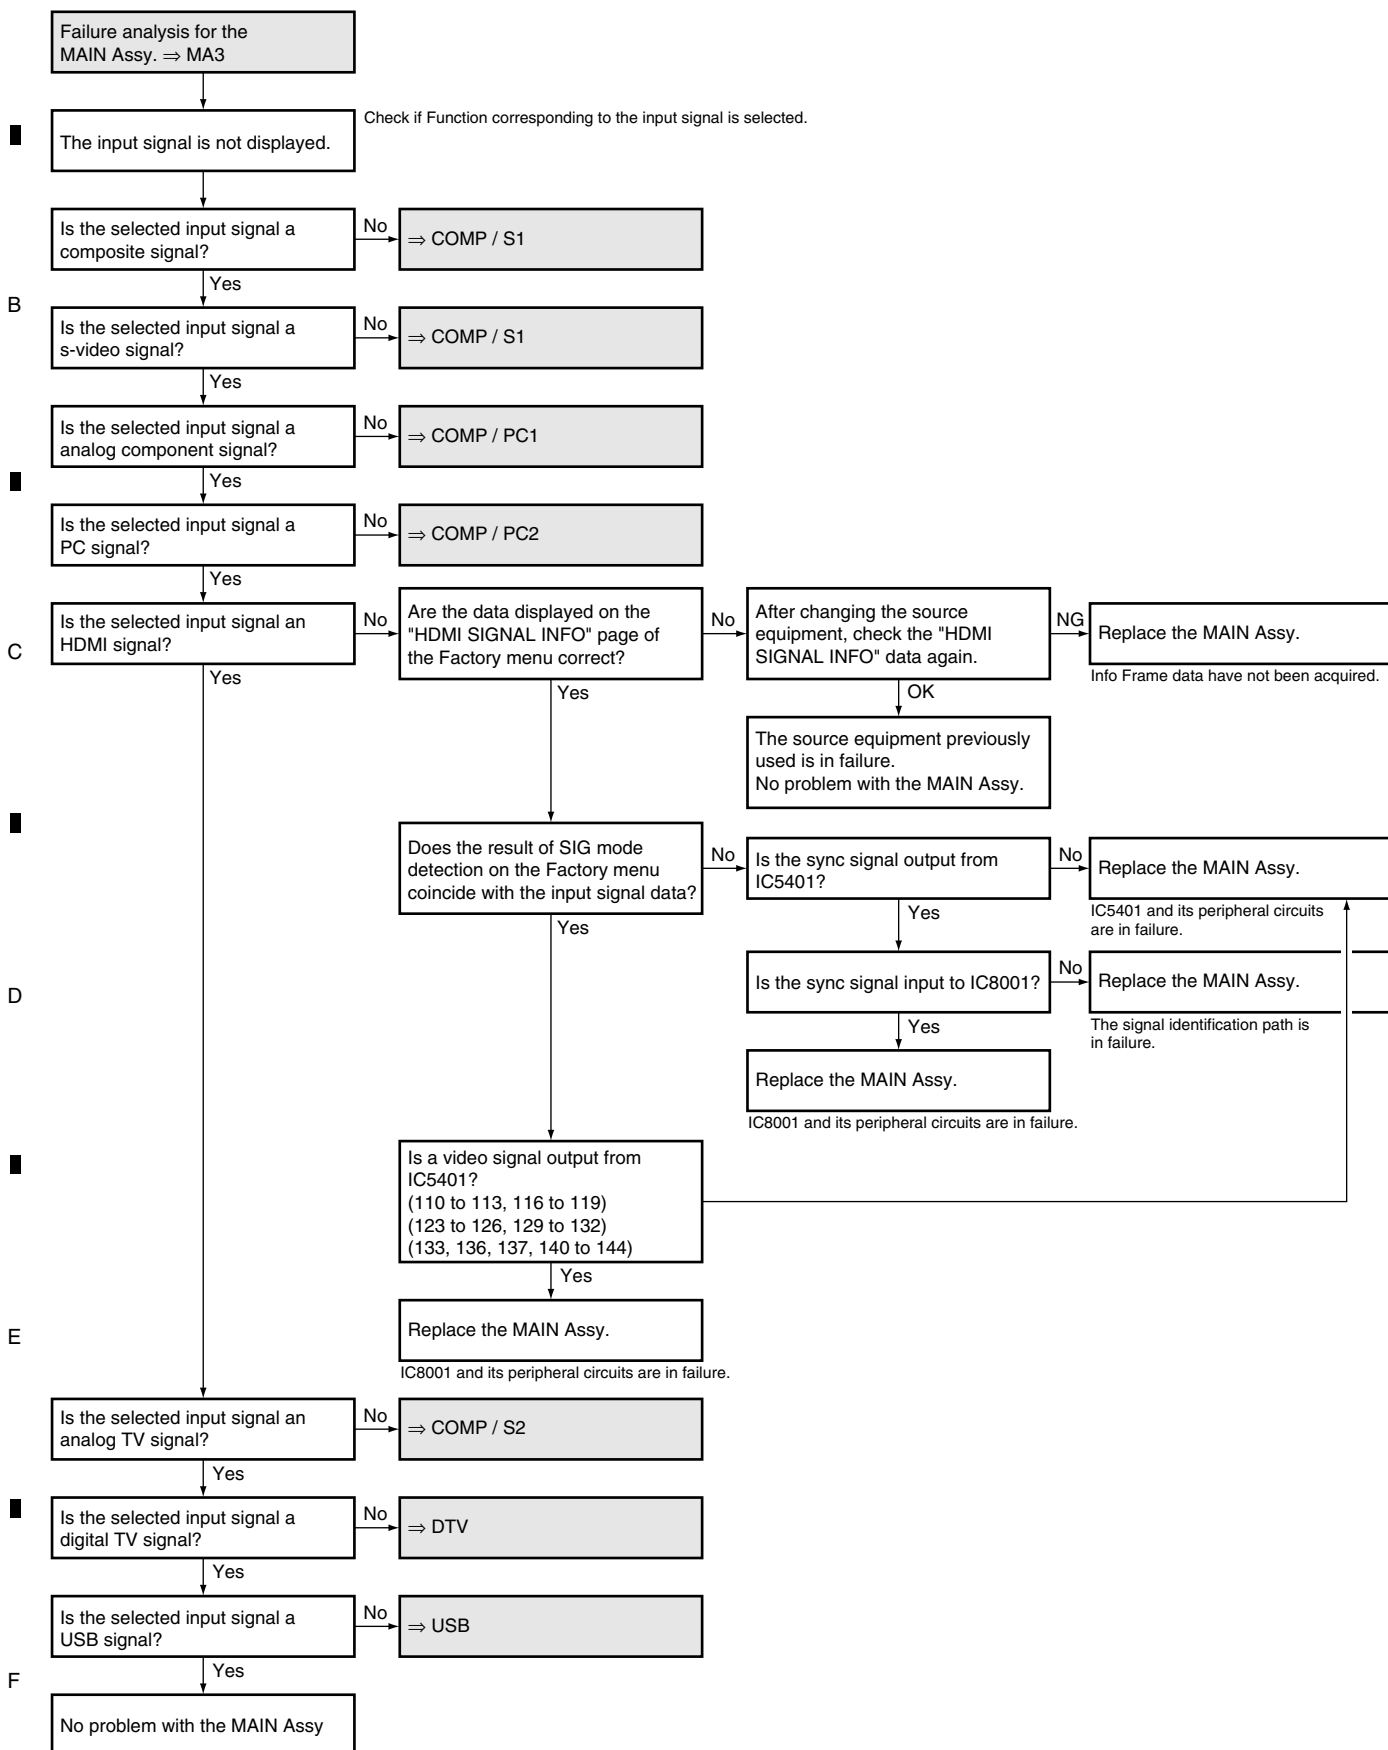 Failure analysis for the
MAIN Assy. ⇒ MA3
Check if Function corresponding to the input signal is selected.
The input signal is not displayed.
Is the selected input signal a
composite signal?
No
⇒ COMP / S1
Yes
B
Is the selected input signal a
s-video signal?
No
⇒ COMP / S1
Yes
Is the selected input signal a
analog component signal?
No
⇒ COMP / PC1
Yes
Is the selected input signal a
PC signal?
No
⇒ COMP / PC2
Yes
C
Is the selected input signal an
HDMI signal?
No
Are the data displayed on the
"HDMI SIGNAL INFO" page of
the Factory menu correct?
No
After changing the source
equipment, check the "HDMI
SIGNAL INFO" data again.
NG
Replace the MAIN Assy.
Info Frame data have not been acquired.
Yes
Yes
OK
The source equipment previously
used is in failure.
No problem with the MAIN Assy.
Does the result of SIG mode
detection on the Factory menu
coincide with the input signal data?
No
Is the sync signal output from
IC5401?
No
Replace the MAIN Assy.
IC5401 and its peripheral circuits
are in failure.
Yes
Yes
D
Is the sync signal input to IC8001?
No
Replace the MAIN Assy.
The signal identification path is
in failure.
Yes
Replace the MAIN Assy.
IC8001 and its peripheral circuits are in failure.
Is a video signal output from
IC5401?
(110 to 113, 116 to 119)
(123 to 126, 129 to 132)
(133, 136, 137, 140 to 144)
Yes
E
Replace the MAIN Assy.
IC8001 and its peripheral circuits are in failure.
Is the selected input signal an
analog TV signal?
No
⇒ COMP / S2
Yes
Is the selected input signal a
digital TV signal?
No
⇒ DTV
Yes
Is the selected input signal a
USB signal?
No
⇒ USB
Yes
F
No problem with the MAIN Assy